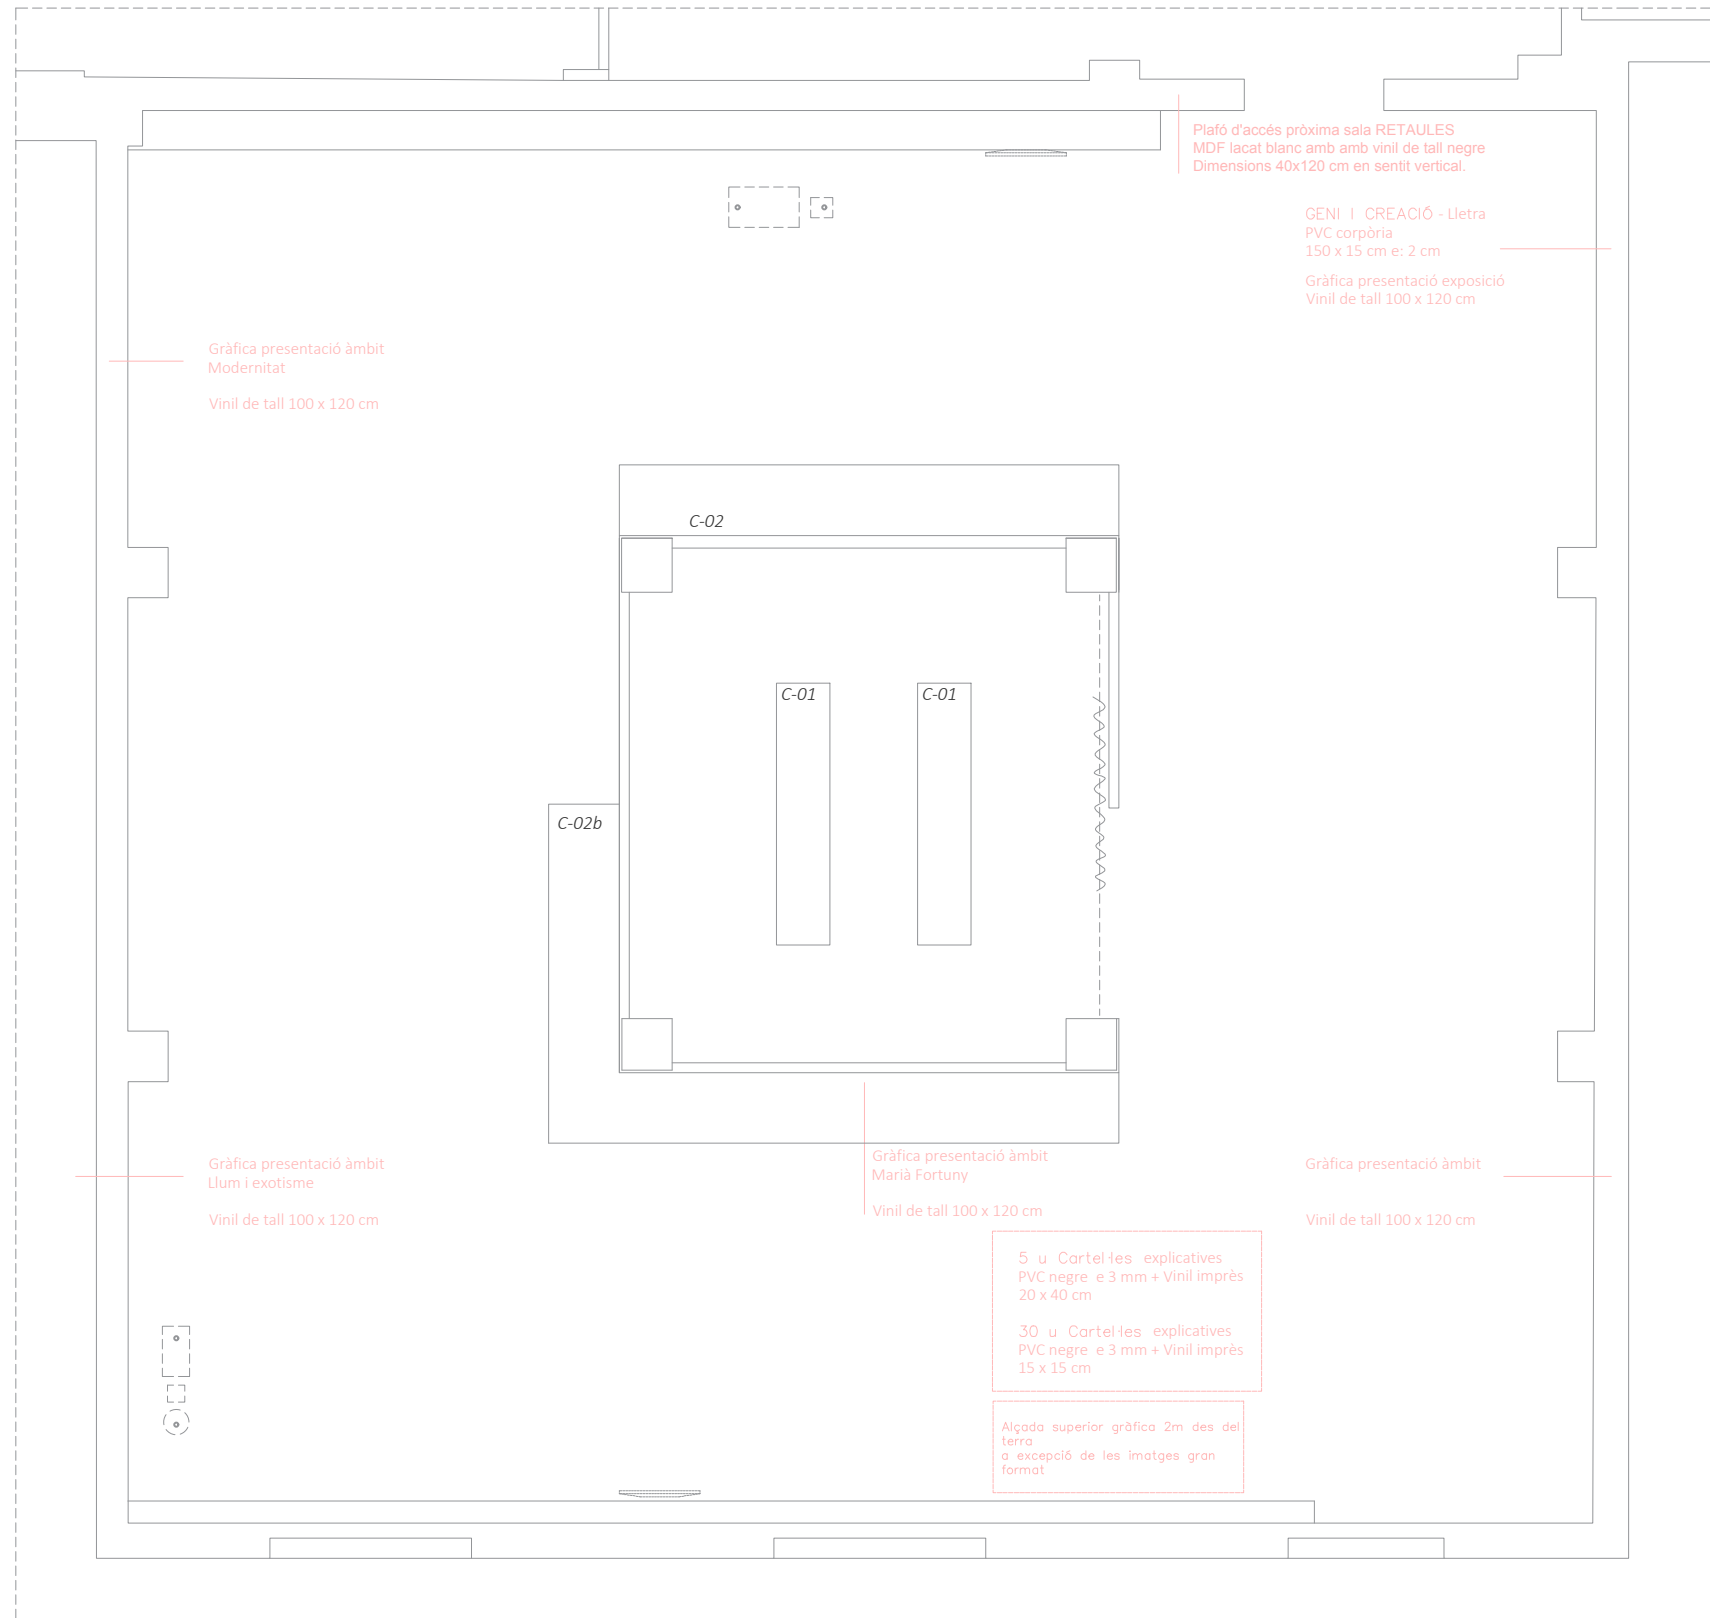 Plafó d'accés pròxima sala RETAULES
MDF lacat blanc amb amb vinil de tall negre
Dimensions 40x120 cm en sentit vertical.
GENI I CREACIÓ - Lletra
PVC corpòria
150 x 15 cm e: 2 cm
Gràfica presentació exposició
Vinil de tall 100 x 120 cm
Gràfica presentació àmbit
Modernitat
Vinil de tall 100 x 120 cm
C-02
C-01
C-01
C-02b
Gràfica presentació àmbit
Llum i exotisme
Vinil de tall 100 x 120 cm
Gràfica presentació àmbit
Marià Fortuny
Vinil de tall 100 x 120 cm
Gràfica presentació àmbit
Vinil de tall 100 x 120 cm
5 u Cartel·les explicatives
PVC negre e 3 mm + Vinil imprès
20 x 40 cm
30 u Cartel·les explicatives
PVC negre e 3 mm + Vinil imprès
15 x 15 cm
Alçada superior gràfica 2m des del
terra
a excepció de les imatges gran
format